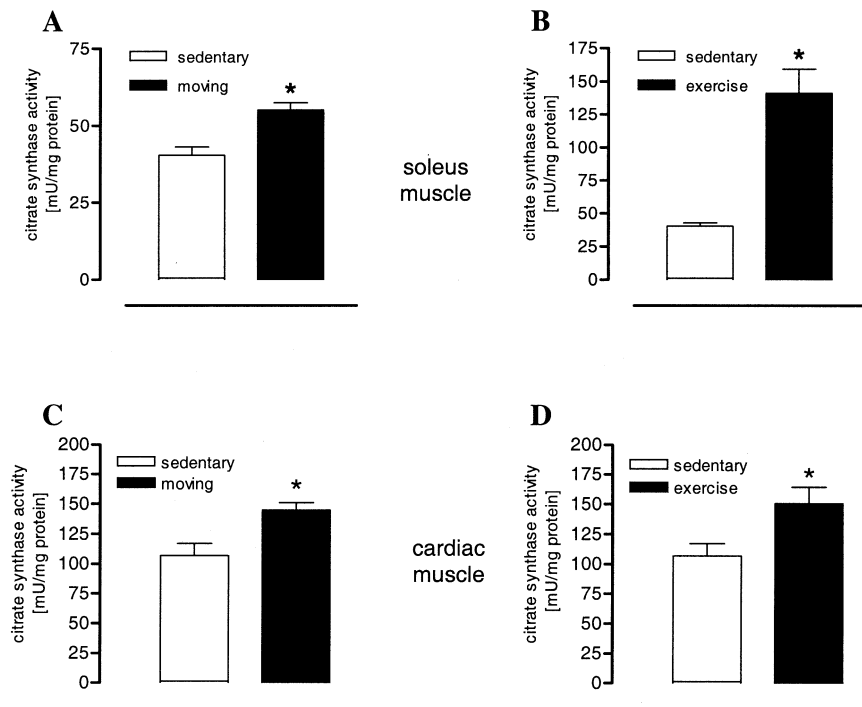 A
citrate synthase activity
[mU/mg protein]
75
50
25
0
sedentary
moving
*
soleus
muscle
B
citrate synthase activity
[mU/mg protein]
175
150
125
100
75
50
25
0
sedentary
exercise
*
C
citrate synthase activity
[mU/mg protein]
200
175
150
125
100
75
50
25
0
sedentary
moving
*
cardiac
muscle
D
citrate synthase activity
[mU/mg protein]
200
175
150
125
100
75
50
25
0
sedentary
exercise
*